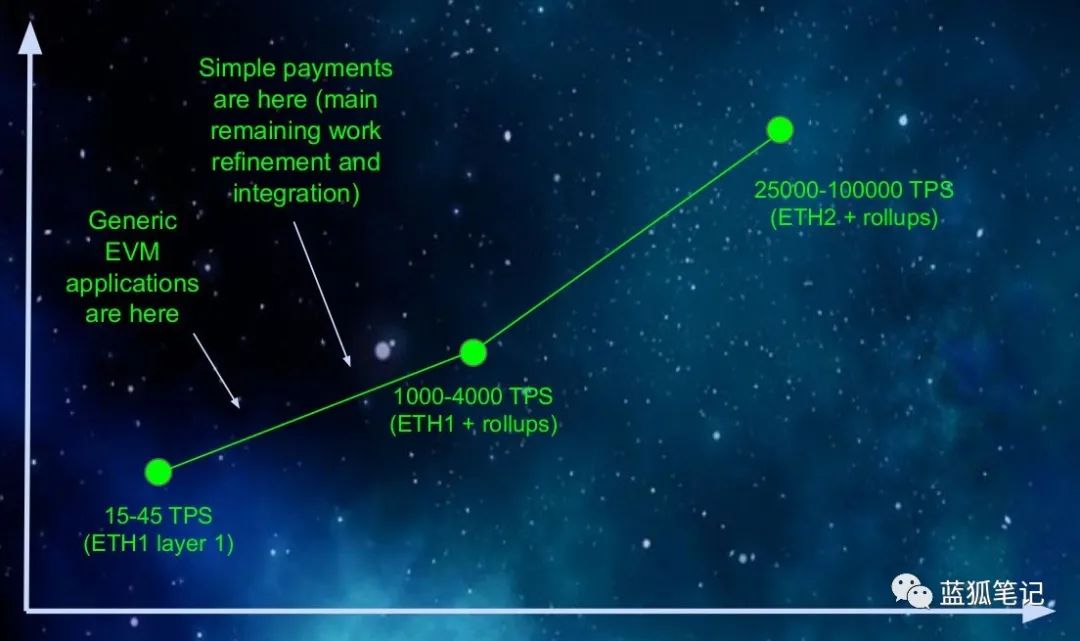 Simple payments
are here (main
remaining work
refinement and
integration)
Generic
EVM
applications
are here
25000-100000 TPS
(ETH2 + rollups)
1000-4000 TPS
(ETH1 + rollups)
15-45 TPS
(ETH1 layer 1)
蓝狐笔记